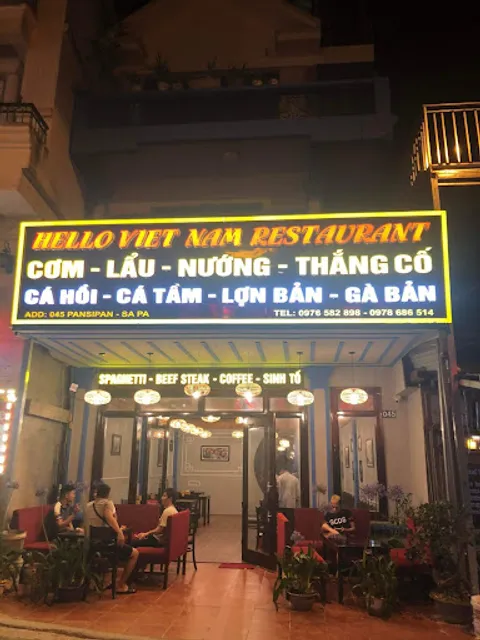 HELLO VIET NAM RESTAURANT
CƠM - LẨU - NƯỚNG - THẮNG CỐ
CÁ HỒI - CÁ TẦM - LỢN BẢN - GÀ BẢN
ADD: 045 PANSIPAN - SA PA TEL: 0976 582 898 - 0978 686 514
SPAGHETTI - BEEF STEAK - COFFEE - SINH TỐ
045